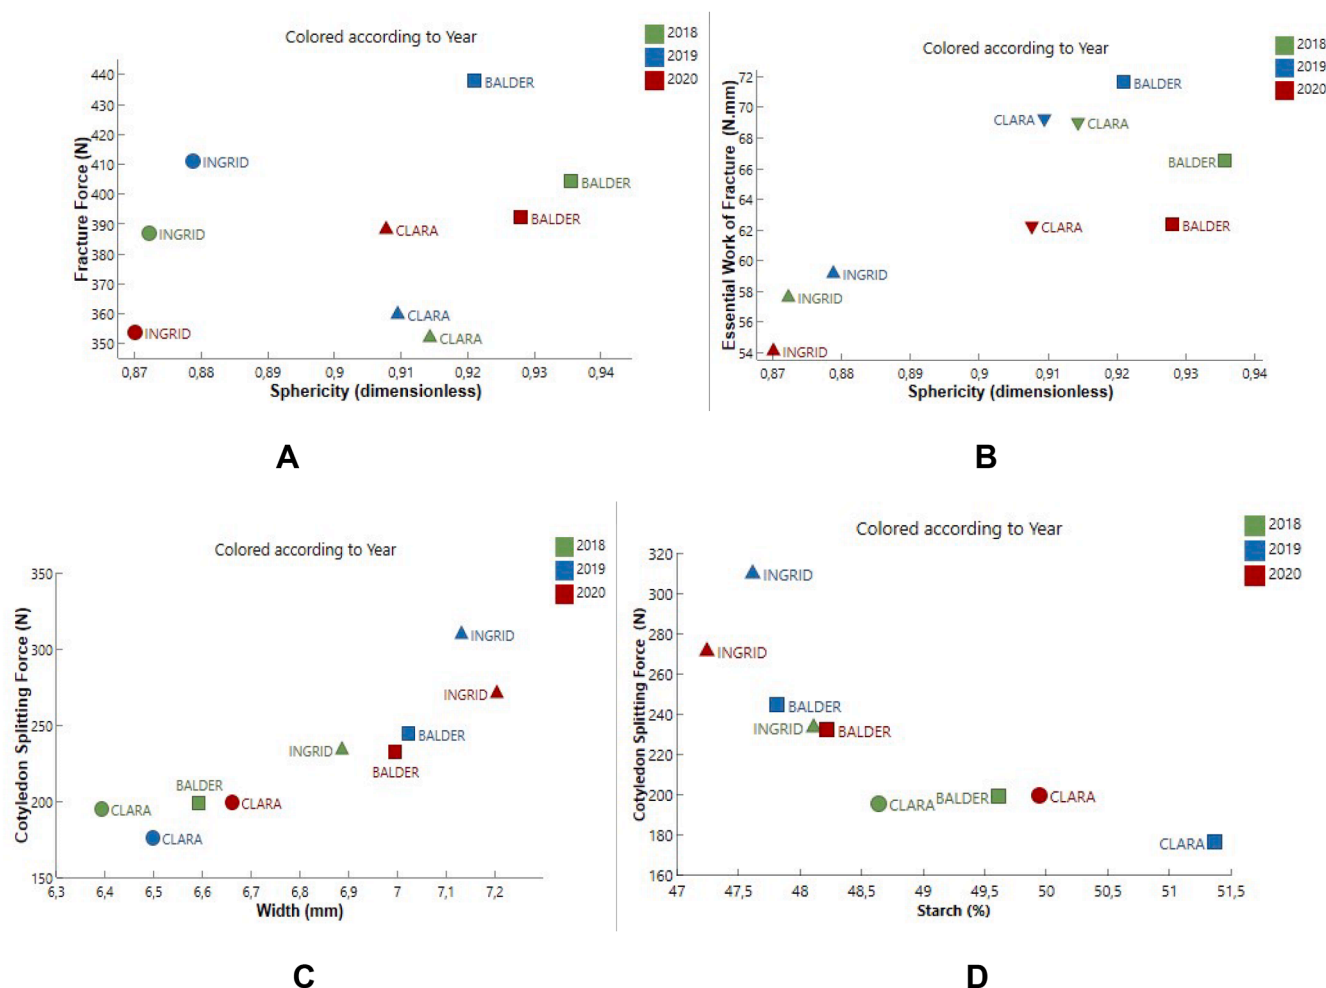 Colored according to Year
2018
2019
2020
Fracture Force (N)
440
430
420
410
400
390
380
370
360
350
BALDER
INGRID
BALDER
BALDER
CLARA
INGRID
CLARA
CLARA
INGRID
0,87 0,88 0,89 0,9 0,91 0,92 0,93 0,94
Sphericity (dimensionless)
A
Colored according to Year
2018
2019
2020
Essential Work of Fracture (N.mm)
72
70
68
66
64
62
60
58
56
54
BALDER
CLARA
CLARA
BALDER
CLARA
BALDER
INGRID
INGRID
INGRID
0,87 0,88 0,89 0,9 0,91 0,92 0,93 0,94
Sphericity (dimensionless)
B
Colored according to Year
2018
2019
2020
Cotyledon Splitting Force (N)
350
300
250
200
150
INGRID
INGRID
BALDER
INGRID
BALDER
BALDER
CLARA
CLARA
CLARA
6,3 6,4 6,5 6,6 6,7 6,8 6,9 7 7,1 7,2
Width (mm)
C
Colored according to Year
2018
2019
2020
Cotyledon Splitting Force (N)
320
300
280
260
240
220
200
180
160
INGRID
INGRID
BALDER
INGRID
BALDER
CLARA
BALDER
CLARA
CLARA
47 47,5 48 48,5 49 49,5 50 50,5 51 51,5
Starch (%)
D